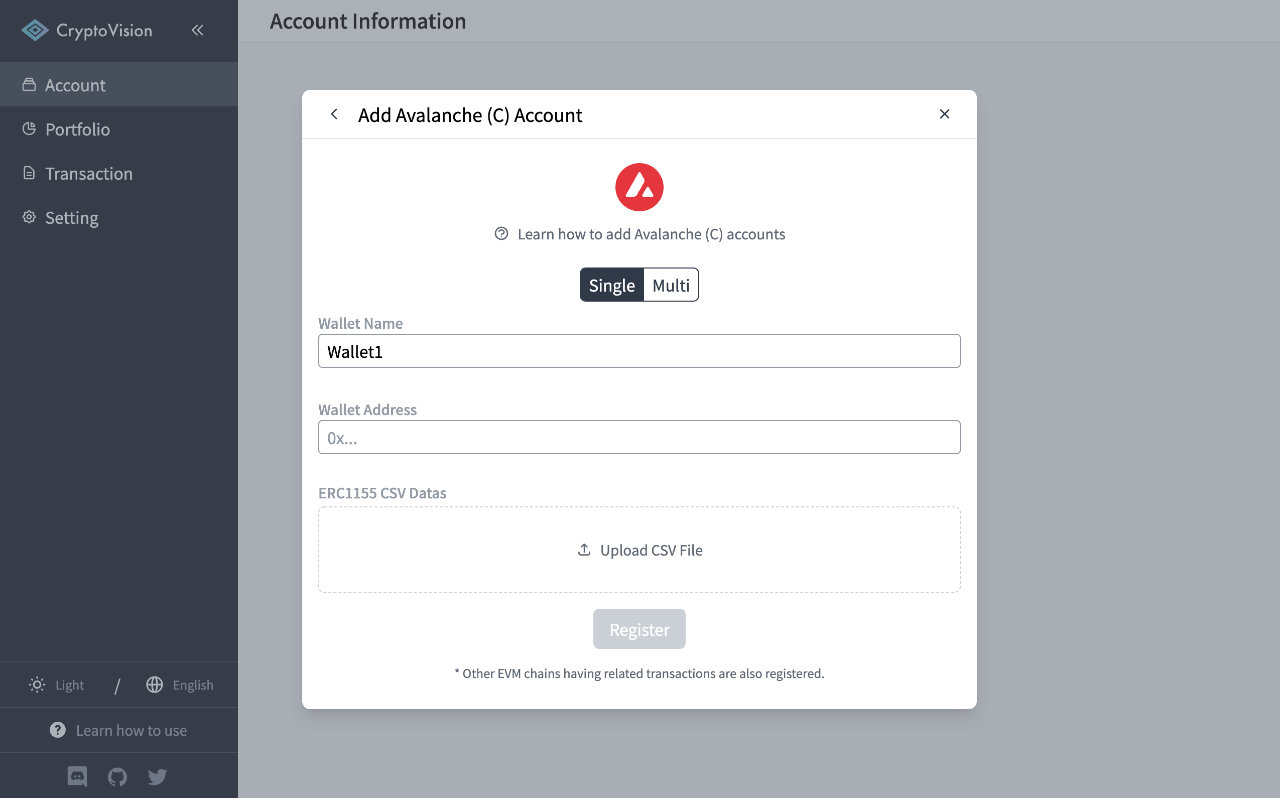 CryptoVision
Account
Portfolio
Transaction
Setting
Light / English
Learn how to use
Account Information
Add Avalanche (C) Account
Learn how to add Avalanche (C) accounts
Single Multi
Wallet Name
Wallet1
Wallet Address
0x...
ERC1155 CSV Datas
Upload CSV File
Register
* Other EVM chains having related transactions are also registered.